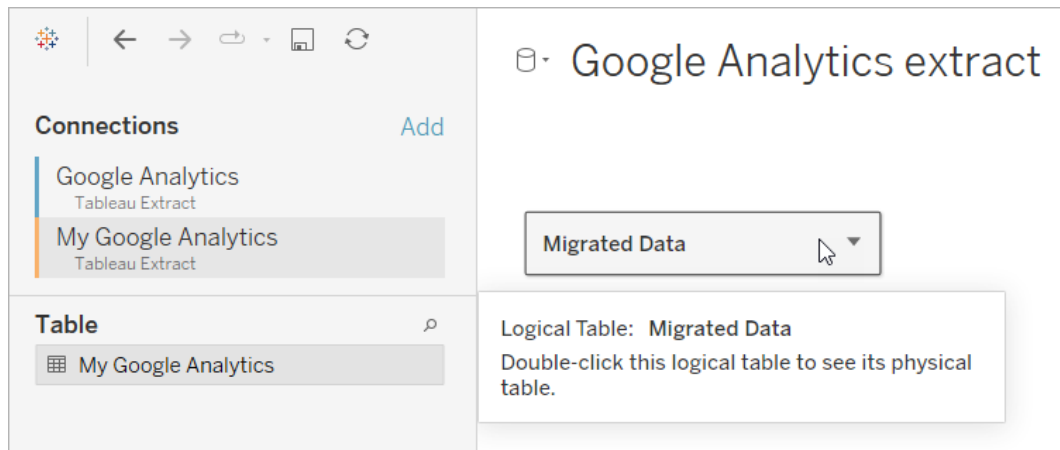 Google Analytics extract
Connections
Add
Google Analytics
Tableau Extract
My Google Analytics
Tableau Extract
Table
My Google Analytics
Migrated Data
Logical Table: Migrated Data
Double-click this logical table to see its physical
table.